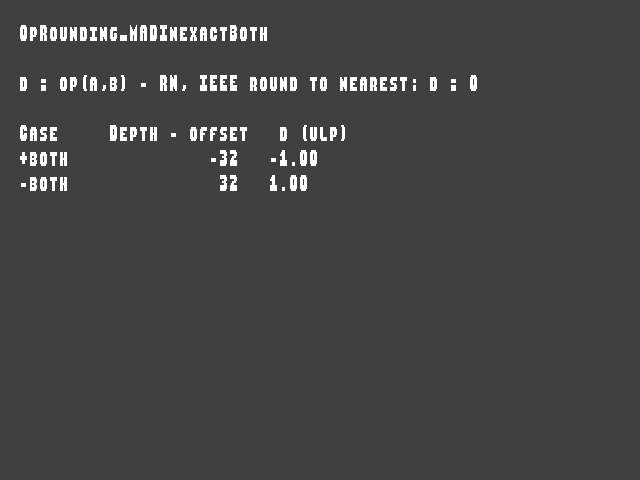 OpRounding_MADInexactBoth
d = op(a,b) - RN, IEEE round to nearest: d = 0
Case Depth - offset d (ulp)
+both -32 -1.00
-both 32 1.00